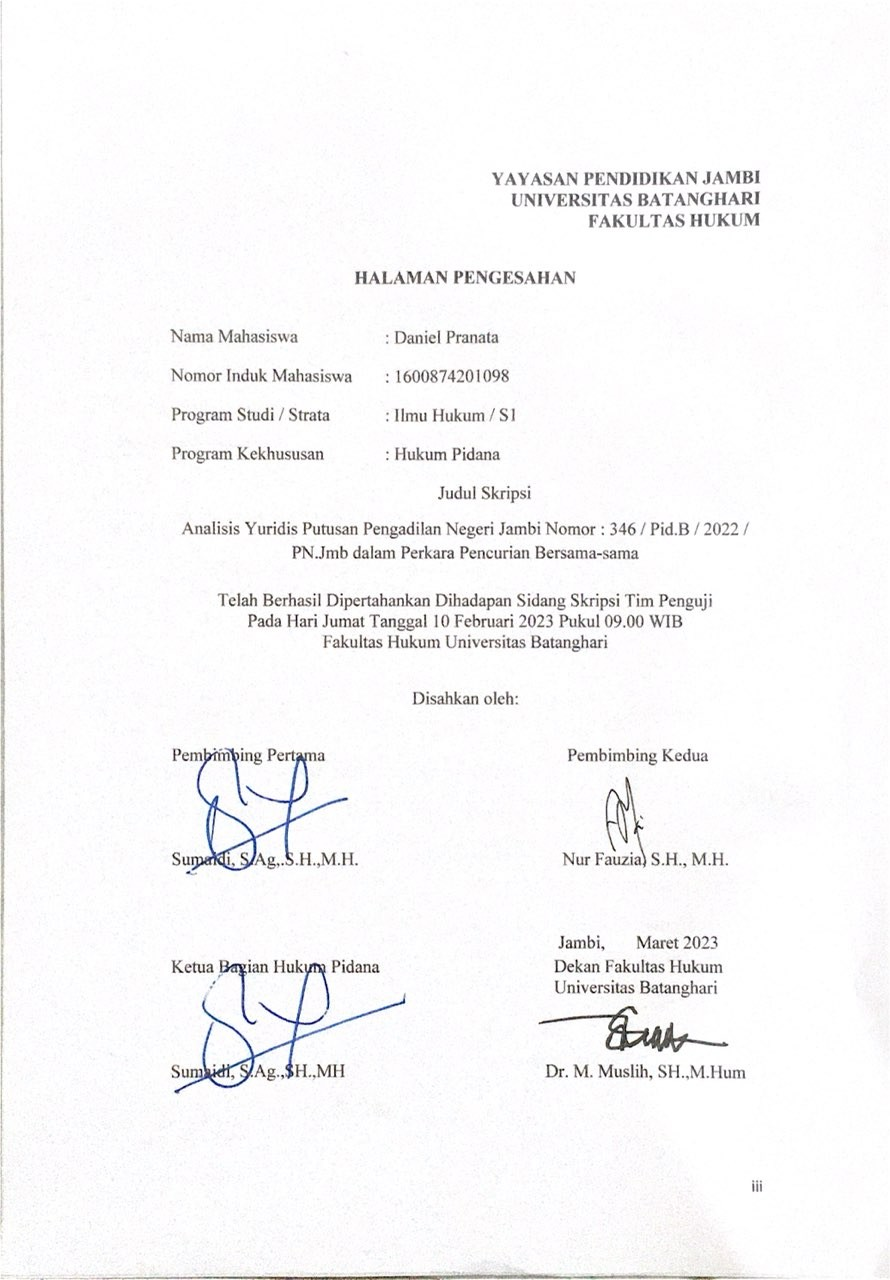 YAYASAN PENDIDIKAN JAMBI
UNIVERSITAS BATANGHARI
FAKULTAS HUKUM
HALAMAN PENGESAHAN
Nama Mahasiswa : Daniel Pranata
Nomor Induk Mahasiswa : 1600874201098
Program Studi / Strata : Ilmu Hukum / S1
Program Kekhususan : Hukum Pidana
Judul Skripsi
Analisis Yuridis Putusan Pengadilan Negeri Jambi Nomor : 346 / Pid.B / 2022 /
PN.Jmb dalam Perkara Pencurian Bersama-sama
Telah Berhasil Dipertahankan Dihadapan Sidang Skripsi Tim Penguji
Pada Hari Jumat Tanggal 10 Februari 2023 Pukul 09.00 WIB
Fakultas Hukum Universitas Batanghari
Disahkan oleh:
Pembimbing Pertama Pembimbing Kedua
Sumaidi, S.Ag,.S.H.,M.H. Nur Fauzia, S.H., M.H.
Jambi, Maret 2023
Ketua Bagian Hukum Pidana Dekan Fakultas Hukum
Universitas Batanghari
Sumaidi, S.Ag.,SH.,MH Dr. M. Muslih, SH.,M.Hum
iii